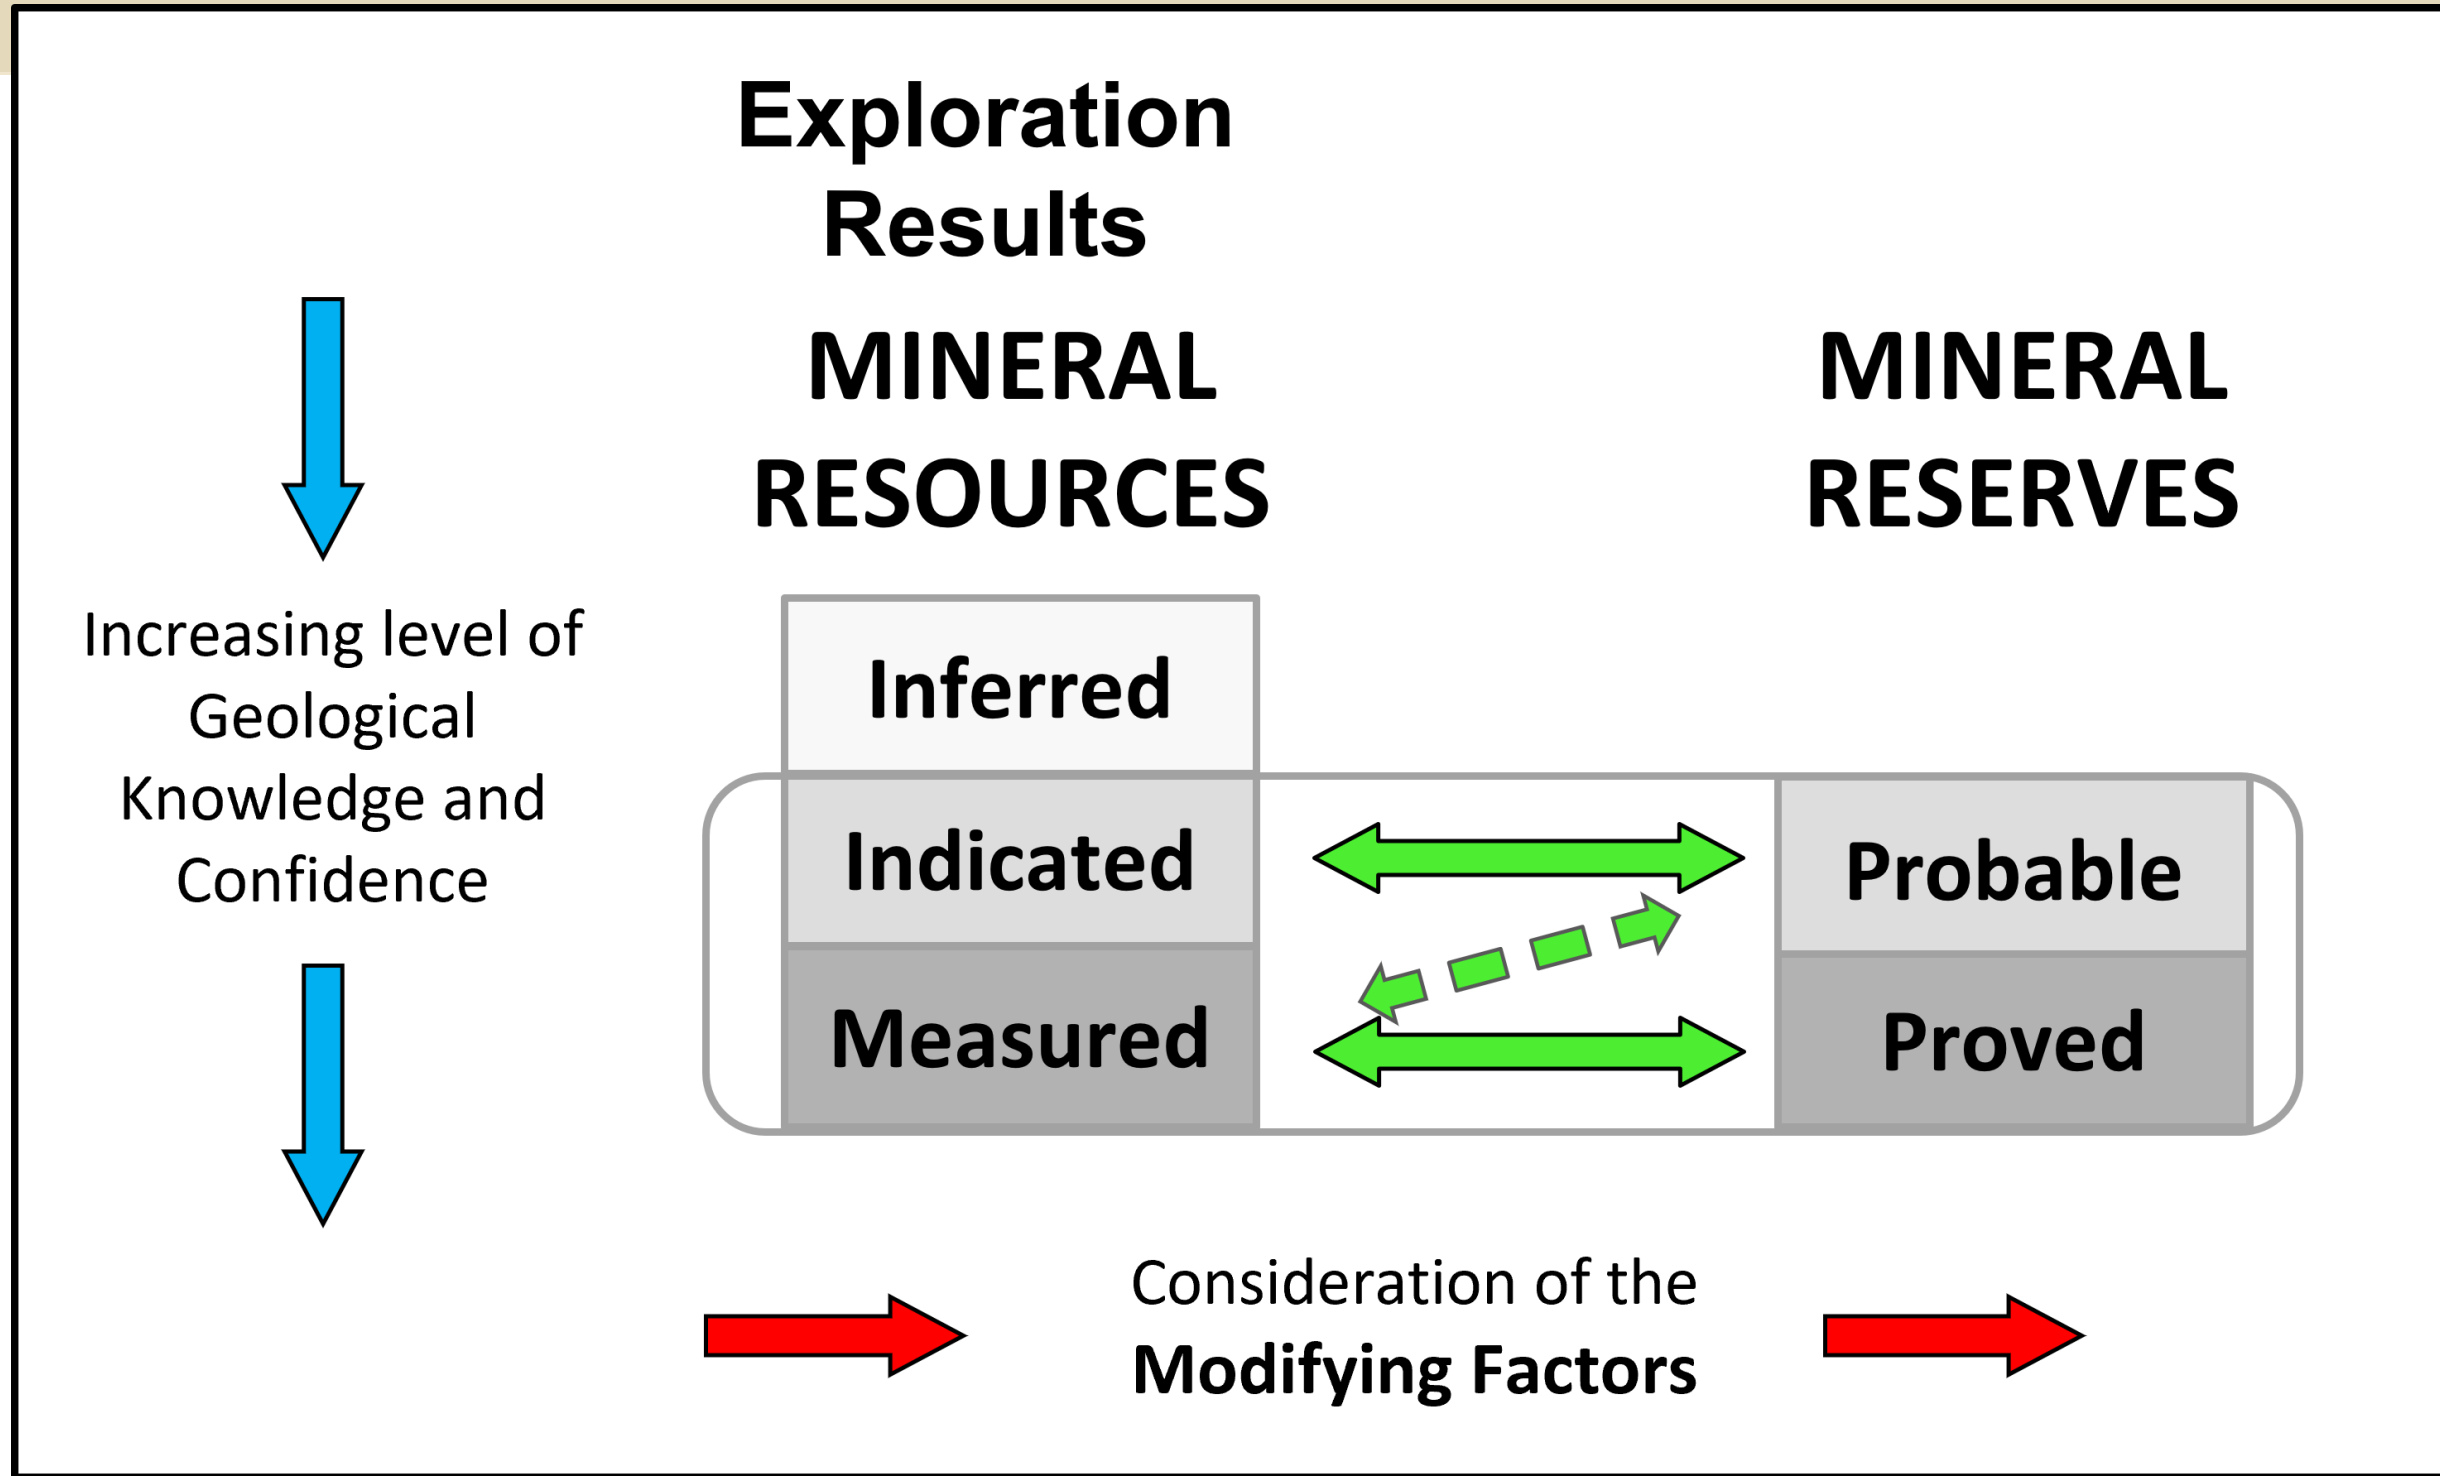 Exploration
Results
MINERAL
RESOURCES
MINERAL
RESERVES
Increasing level of
Geological
Knowledge and
Confidence
Inferred
Indicated
Measured
Probable
Proved
Consideration of the
Modifying Factors